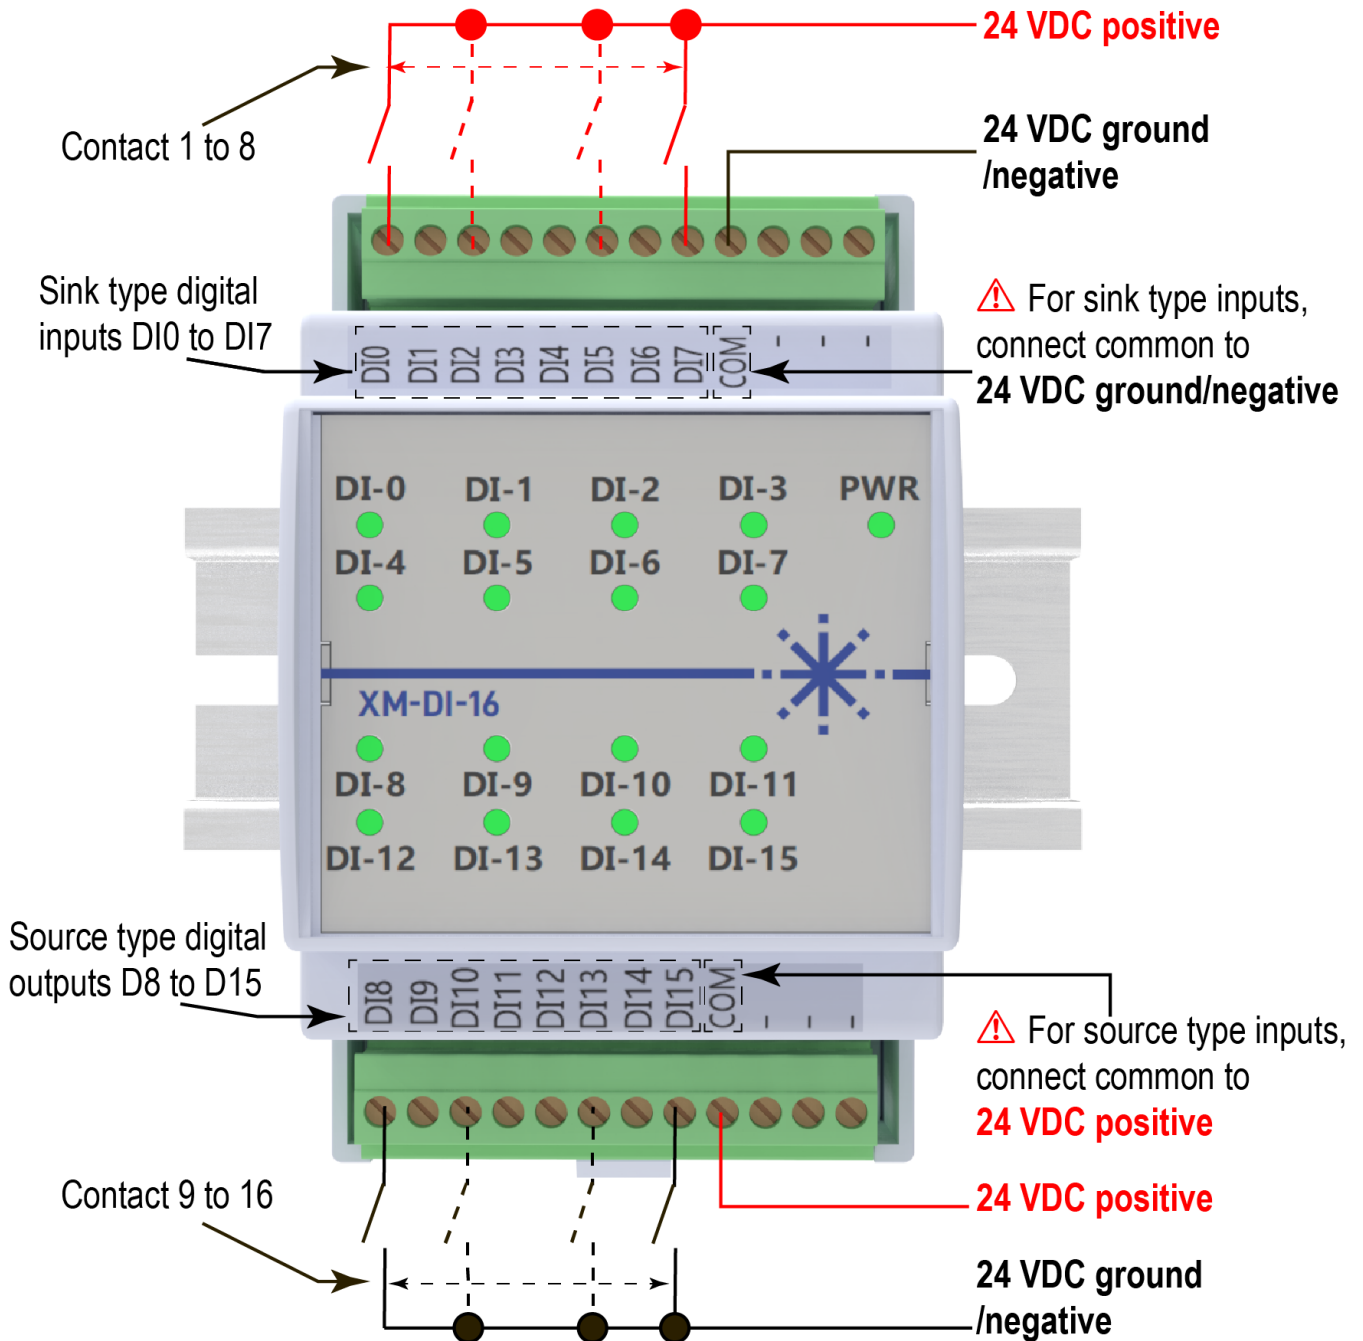 24 VDC positive
Contact 1 to 8
24 VDC ground
/negative
Sink type digital
inputs DI0 to DI7
For sink type inputs,
connect common to
24 VDC ground/negative
DI0 DI1 DI2 DI3 DI4 DI5 DI6 DI7 COM - - -
DI-0 DI-1 DI-2 DI-3 PWR
DI-4 DI-5 DI-6 DI-7
XM-DI-16
DI-8 DI-9 DI-10 DI-11
DI-12 DI-13 DI-14 DI-15
Source type digital
outputs D8 to D15
DI8 DI9 DI10 DI11 DI12 DI13 DI14 DI15 COM - - -
For source type inputs,
connect common to
24 VDC positive
Contact 9 to 16
24 VDC positive
24 VDC ground
/negative